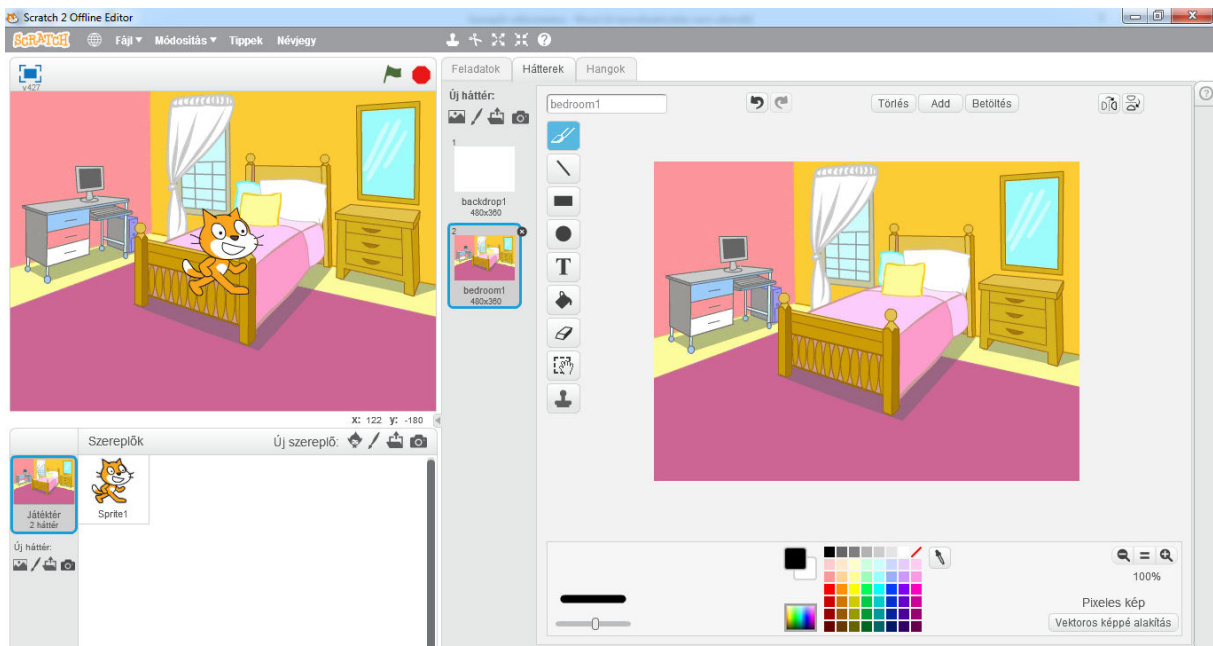 Scratch 2 Offline Editor
SCRATCH Fájl Módosítás Tippek Névjegy
v427
Feladatok Hátterek Hangok
Új háttér:
bedroom1
Törlés Add Betöltés
1
backdrop1
480x360
2
bedroom1
480x360
T
x: 122 y: -180
Szereplők Új szereplő:
Játéktér
2 háttér
Sprite1
Új háttér:
100%
Pixeles kép
Vektoros képpé alakítás